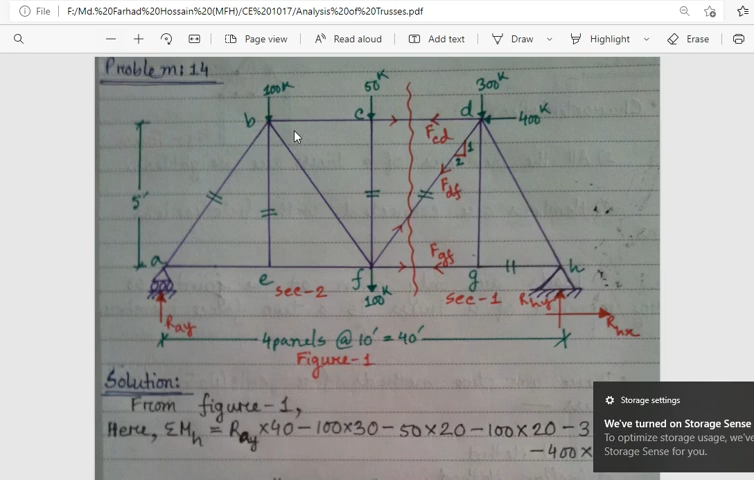 File | F:/Md.%20Farhad%20Hossain%20(MFH)/CE%201017/Analysis%20of%20Trusses.pdf
Page view | Read aloud | Add text | Draw | Highlight | Erase
Problem: 14
100K 50K 300K
b c d 400K
Fcd
1
2
5'
Fdf
Fgf
a e f g h
sec-2 sec-1 Rhy
100K
Ray Rhx
4 panels @ 10' = 40'
Figure-1
Solution:
From figure-1,
Here, ΣMh = Ray×40-100×30-50×20-100×20-3
-400×
Storage settings
We've turned on Storage Sense
To optimize storage usage, we've
Storage Sense for you.